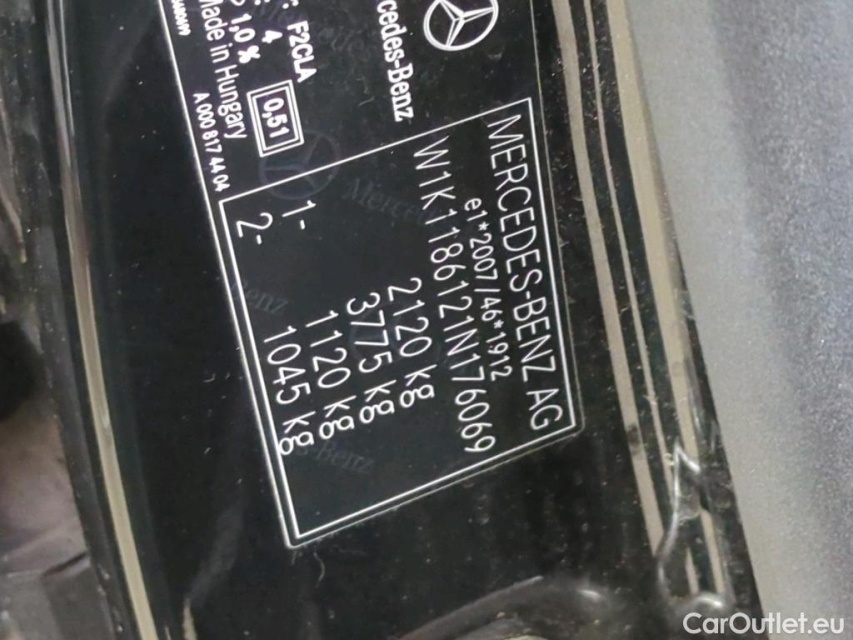 MERCEDES-BENZ AG
e1*2007/46*1912
W1K1186121N176069
2120 kg
3775 kg
1- 1120 kg
2- 1045 kg
cedes-Benz
F2CLA
4
1,0 %
0,51
Made in Hungary
A 000 817 44 04
CarOutlet.eu